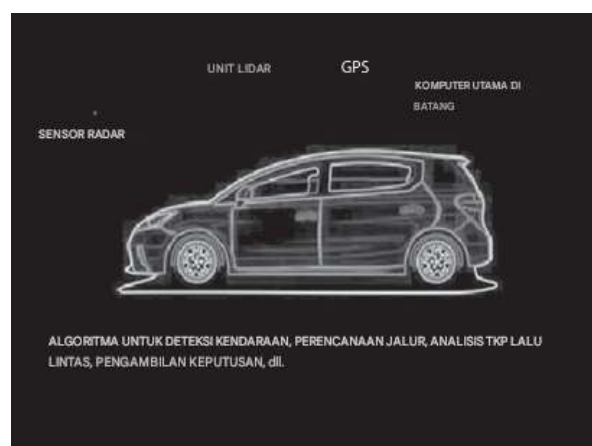 UNIT LIDAR
GPS
KOMPUTER UTAMA DI
BATANG
SENSOR RADAR
ALGORITMA UNTUK DETEKSI KENDARAAN, PERENCANAAN JALUR, ANALISIS TKP LALU
LINTAS, PENGAMBILAN KEPUTUSAN, dll.